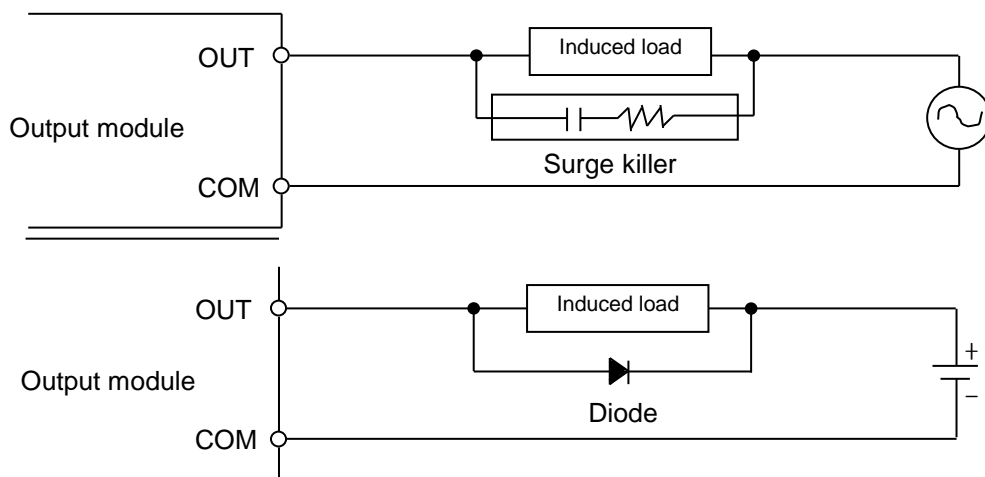 OUT
Induced load
Output module
Surge killer
COM
OUT
Induced load
+
Output module
−
Diode
COM